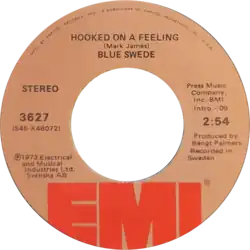 HOOKED ON A FEELING
(Mark James)
BLUE SWEDE
STEREO
3627
(S45-X48072)
Ⓟ1973 Electrical
and Musical
Industries Ltd.
Svenska AB
Press Music
Company,
Inc.-BMI
Intro.-:09
2:54
Produced by
Bengt Palmers
Recorded in
Sweden
EMI